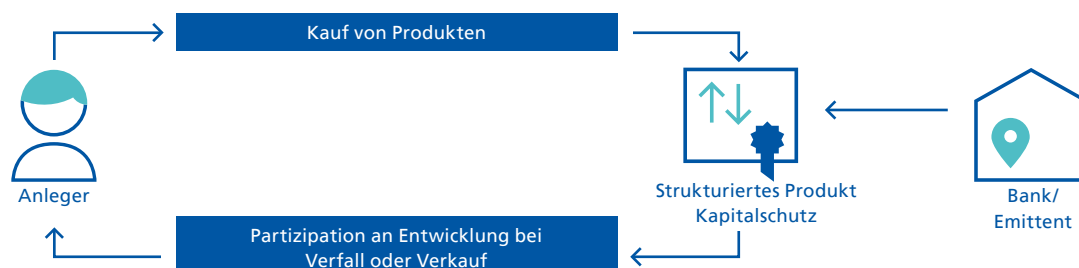 Kauf von Produkten
Anleger
Strukturiertes Produkt
Kapitalschutz
Bank/
Emittent
Partizipation an Entwicklung bei
Verfall oder Verkauf